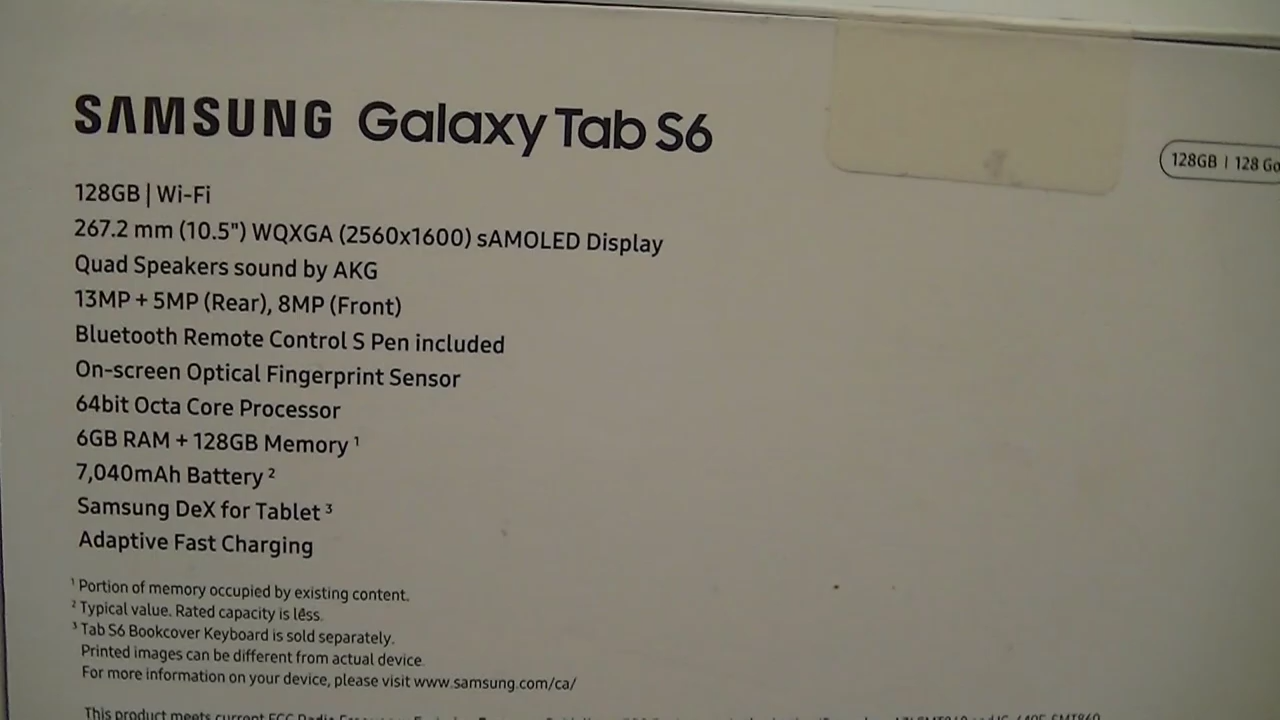 SAMSUNG Galaxy Tab S6
128GB | 128 Go
128GB | Wi-Fi
267.2 mm (10.5") WQXGA (2560x1600) sAMOLED Display
Quad Speakers sound by AKG
13MP + 5MP (Rear), 8MP (Front)
Bluetooth Remote Control S Pen included
On-screen Optical Fingerprint Sensor
64bit Octa Core Processor
6GB RAM + 128GB Memory ¹
7,040mAh Battery ²
Samsung DeX for Tablet ³
Adaptive Fast Charging
¹ Portion of memory occupied by existing content.
² Typical value. Rated capacity is less.
³ Tab S6 Bookcover Keyboard is sold separately.
Printed images can be different from actual device.
For more information on your device, please visit www.samsung.com/ca/
This product meets current FCC Radio